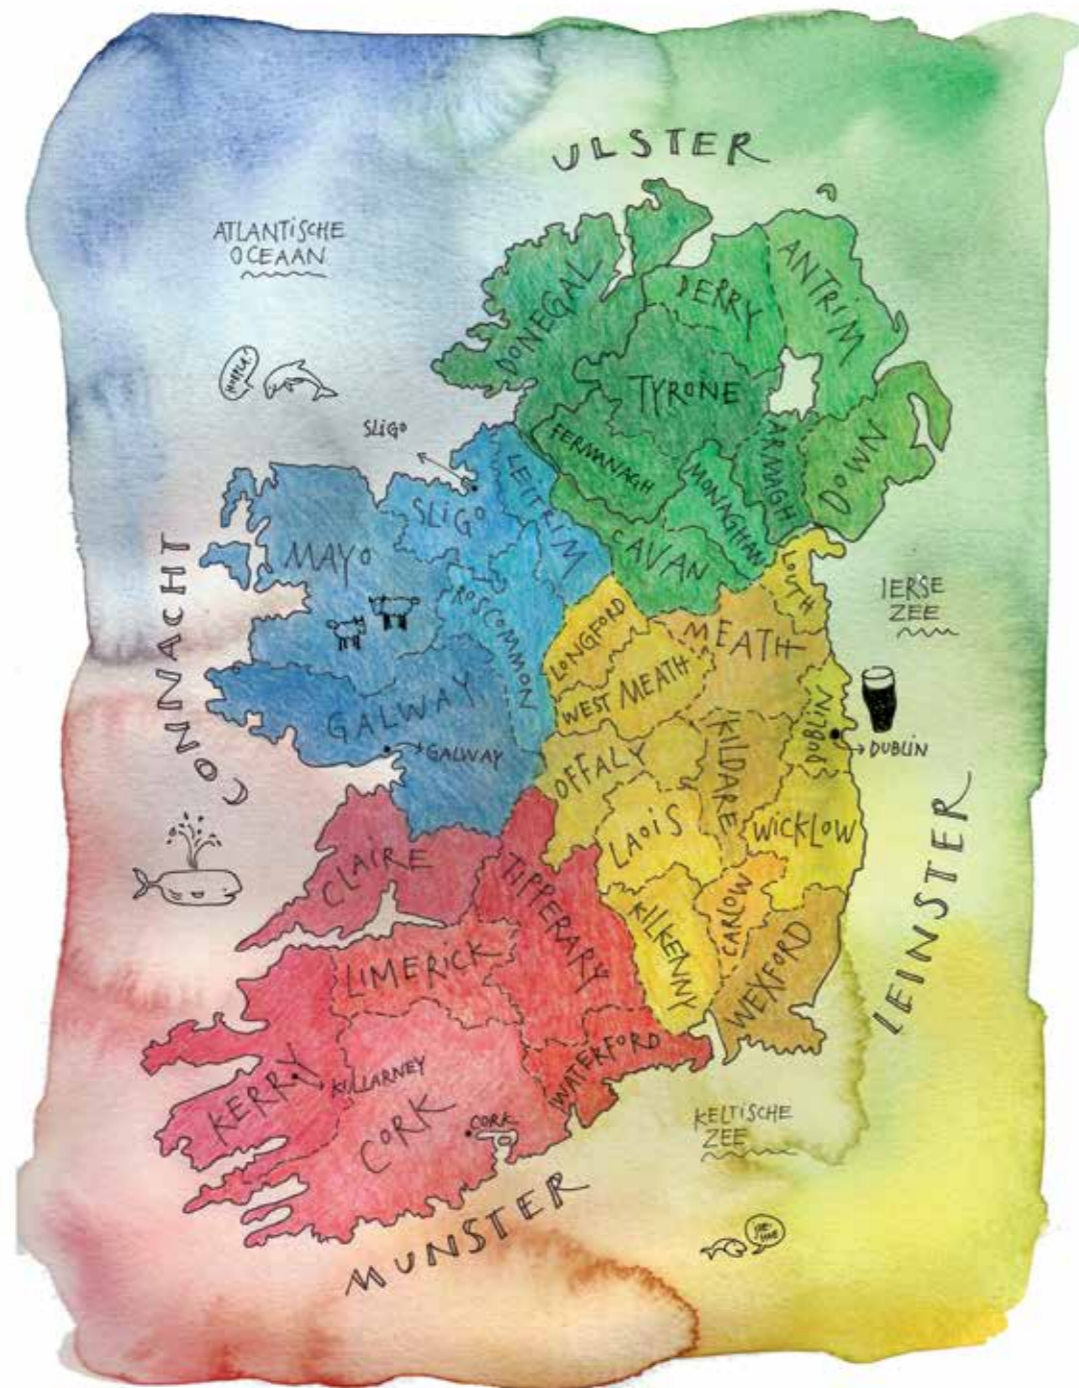 ULSTER
ATLANTISCHE
OCEAAN
DONEGAL
DERRY
ANTRIM
HOPPLA!
TYRONE
SLIGO
FERMANAGH
MONAGHAN
ARMAGH
DOWN
LEITRIM
SLIGO
CAVAN
MAYO
ROSCOMMON
LOUTH
IERSE
ZEE
CONNACHT
LONGFORD
MEATH
WEST MEATH
GALWAY
GALWAY
DUBLIN
DUBLIN
OFFALY
KILDARE
LAOIS
WICKLOW
CLAIRE
TIPPERARY
CARLOW
KILKENNY
WEXFORD
LEINSTER
LIMERICK
WATERFORD
KERRY
KILLARNEY
CORK
CORK
KELTISCHE
ZEE
MUNSTER